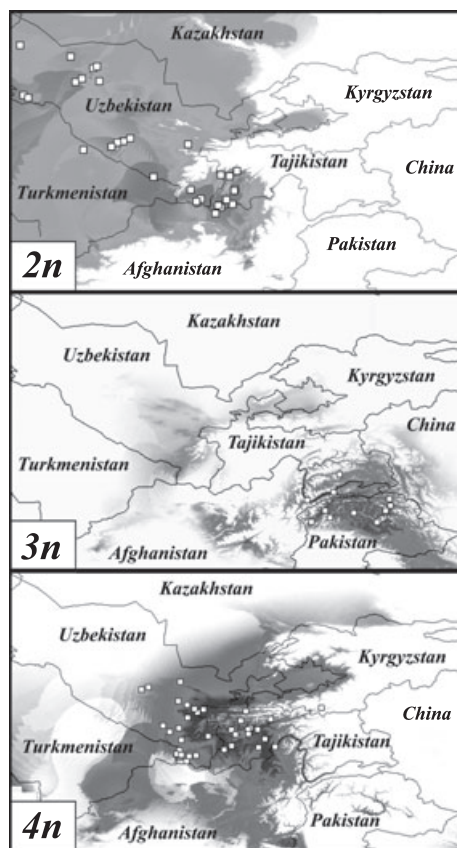 Kazakhstan
Uzbekistan
Kyrgyzstan
Tajikistan
China
Turkmenistan
2n
Afghanistan
Pakistan
Kazakhstan
Uzbekistan
Kyrgyzstan
China
Tajikistan
Turkmenistan
3n
Afghanistan
Pakistan
Kazakhstan
Uzbekistan
Kyrgyzstan
China
Turkmenistan
Tajikistan
4n
Afghanistan
Pakistan